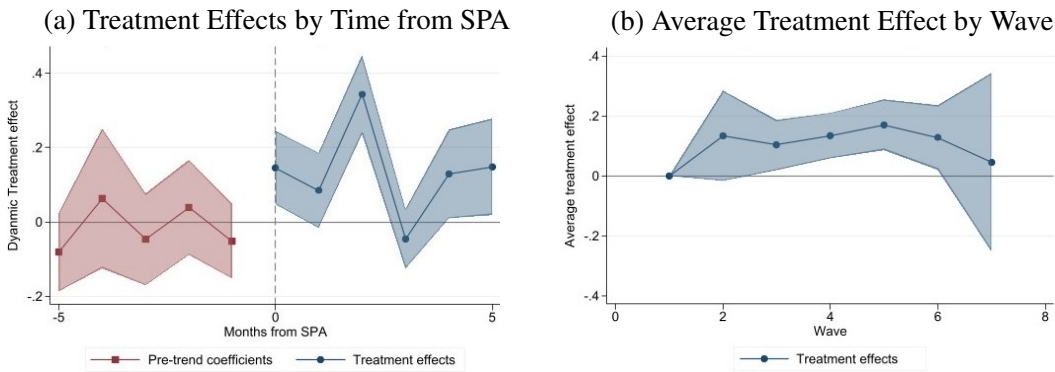 (a) Treatment Effects by Time from SPA
.4
.2
0
-.2
-5
0
5
Dyanmic Treatment effect
Months from SPA
Pre-trend coefficients
Treatment effects
(b) Average Treatment Effect by Wave
.4
.2
0
-.2
-.4
0
2
4
6
8
Average treatment effect
Wave
Treatment effects